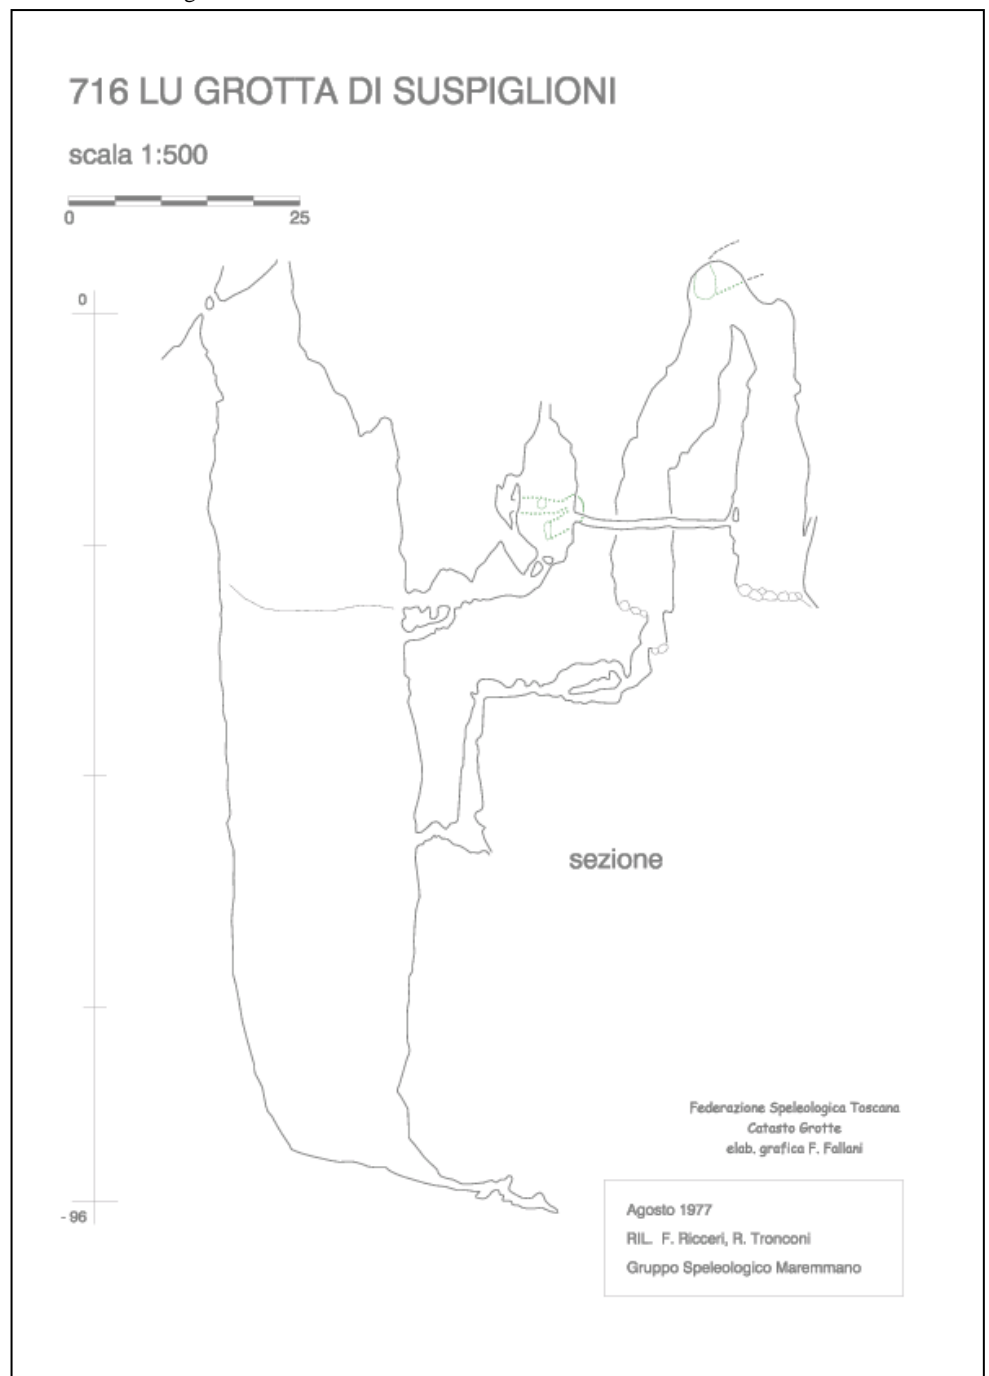 716 LU GROTTA DI SUSPIGLIONI
scala 1:500
0 25
0
sezione
Federazione Speleologica Toscana
Catasto Grotte
elab. grafica F. Fallani
- 96
Agosto 1977
RIL. F. Ricceri, R. Tronconi
Gruppo Speleologico Maremmano